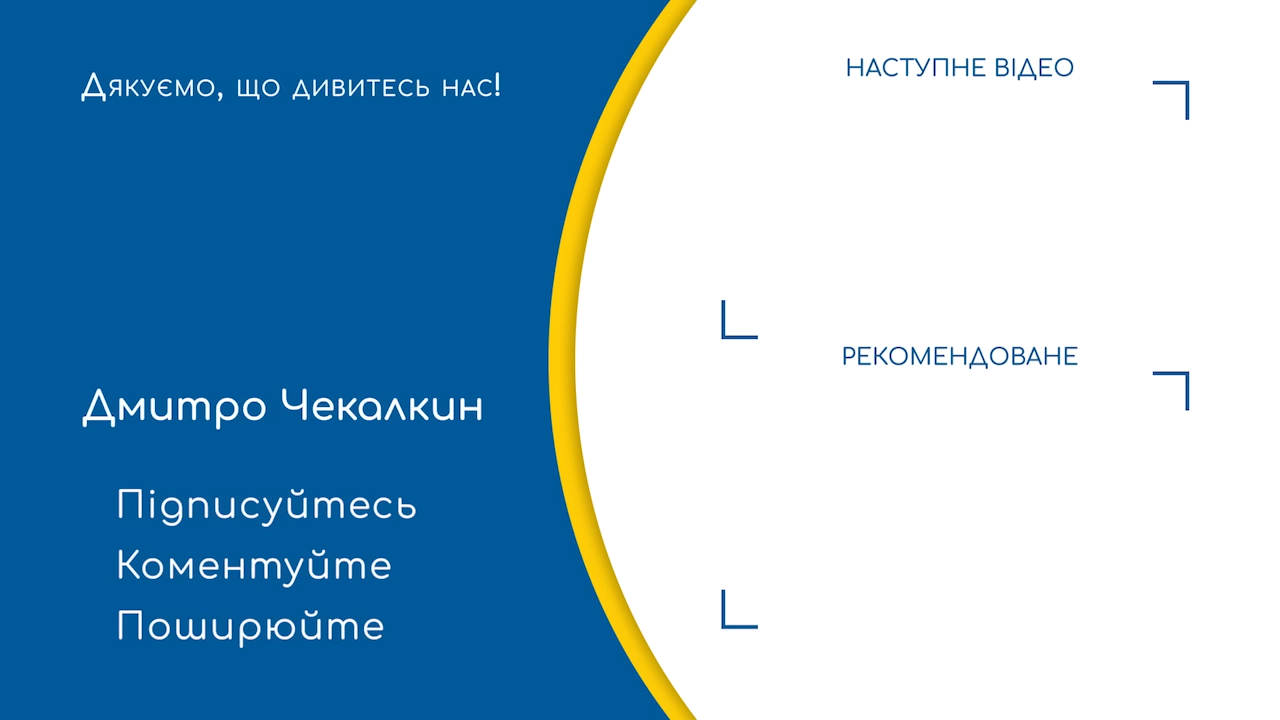 Дякуємо, що дивитесь нас!
Дмитро Чекалкин
Підписуйтесь
Коментуйте
Поширюйте
НАСТУПНЕ ВІДЕО
РЕКОМЕНДОВАНЕ